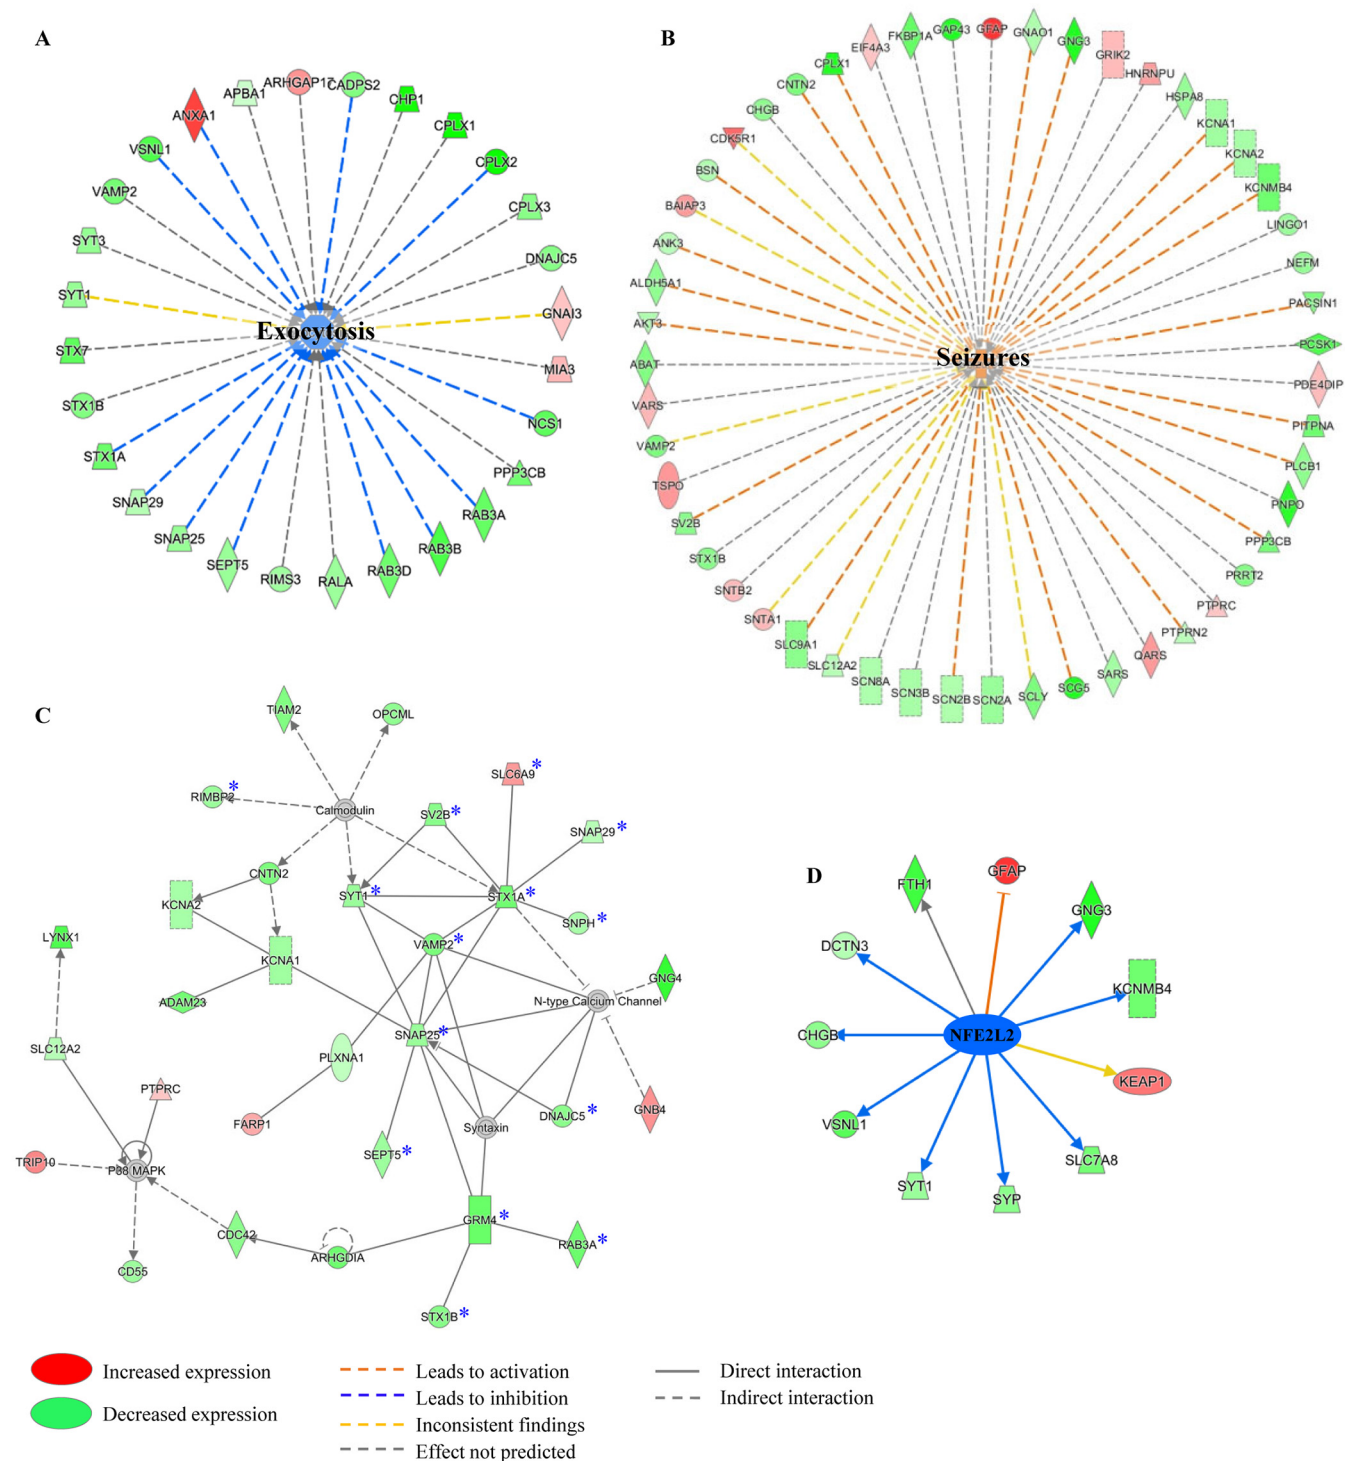 A
ARHGAP17
APBA1
CADPS2
ANXA1
CHP1
VSNL1
CPLX1
VAMP2
CPLX2
SYT3
CPLX3
SYT1
DNAJC5
STX7
GNAI3
STX1B
MIA3
STX1A
NCS1
SNAP29
PPP3CB
SNAP25
RAB3A
SEPT5
RAB3B
RIMS3
RALA
RAB3D
Exocytosis
B
GFAP
GAP43
GNAO1
FKBP1A
GNG3
EIF4A3
GRIK2
CPLX1
HNRNPU
CNTN2
HSPA8
CHGB
KCNA1
CDK5R1
KCNA2
BSN
KCNMB4
BAIAP3
LINGO1
ANK3
NEFM
ALDH5A1
PACSIN1
AKT3
PCSK1
ABAT
PDE4DIP
VARS
PITPNA
VAMP2
PLCB1
TSPO
PNPO
SV2B
PPP3CB
STX1B
PRRT2
SNTB2
PTPRC
SNTA1
PTPRN2
SLC9A1
QARS
SLC12A2
SARS
SCN8A
SCG5
SCN3B
SCLY
SCN2B
SCN2A
Seizures
C
TIAM2
OPCML
RIMBP2*
Calmodulin
SLC6A9*
SV2B*
SNAP29*
CNTN2
SYT1*
STX1A*
KCNA2
SNPH*
LYNX1
VAMP2*
KCNA1
GNG4
ADAM23
N-type Calcium Channel
SLC12A2
SNAP25*
PLXNA1
PTPRC
FARP1
DNAJC5*
GNB4
Syntaxin
TRIP10
P38 MAPK
SEPT5*
GRM4*
CDC42
RAB3A*
ARHGDIA
CD55
STX1B*
D
GFAP
FTH1
GNG3
DCTN3
KCNMB4
CHGB
NFE2L2
KEAP1
VSNL1
SLC7A8
SYT1
SYP
Increased expression
Decreased expression
Leads to activation
Leads to inhibition
Inconsistent findings
Effect not predicted
Direct interaction
Indirect interaction